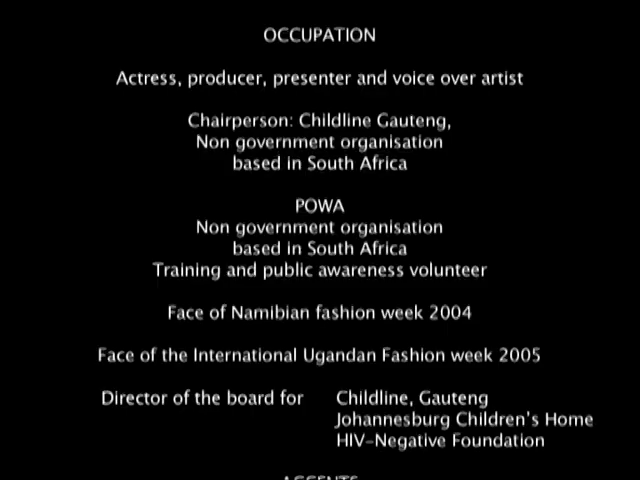 OCCUPATION
Actress, producer, presenter and voice over artist
Chairperson: Childline Gauteng,
Non government organisation
based in South Africa
POWA
Non government organisation
based in South Africa
Training and public awareness volunteer
Face of Namibian fashion week 2004
Face of the International Ugandan Fashion week 2005
Director of the board for Childline, Gauteng
Johannesburg Children's Home
HIV-Negative Foundation
ACCENTS